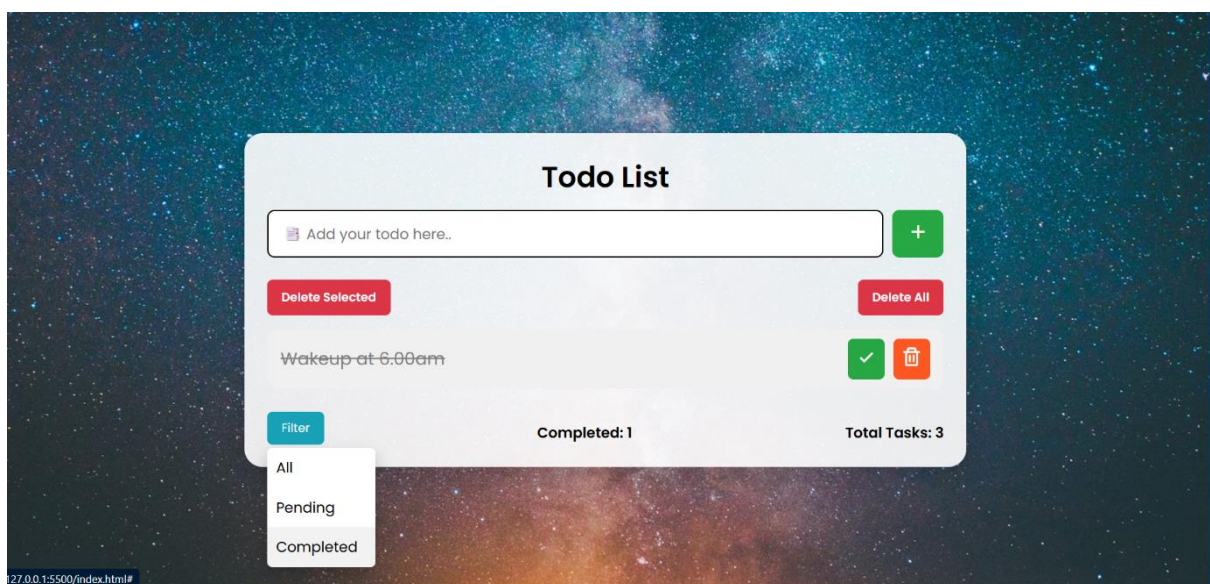 Todo List
Add your todo here..
+
Delete Selected Delete All
Wakeup at 6.00am
Filter Completed: 1 Total Tasks: 3
All
Pending
Completed
127.0.0.1:5500/index.html#